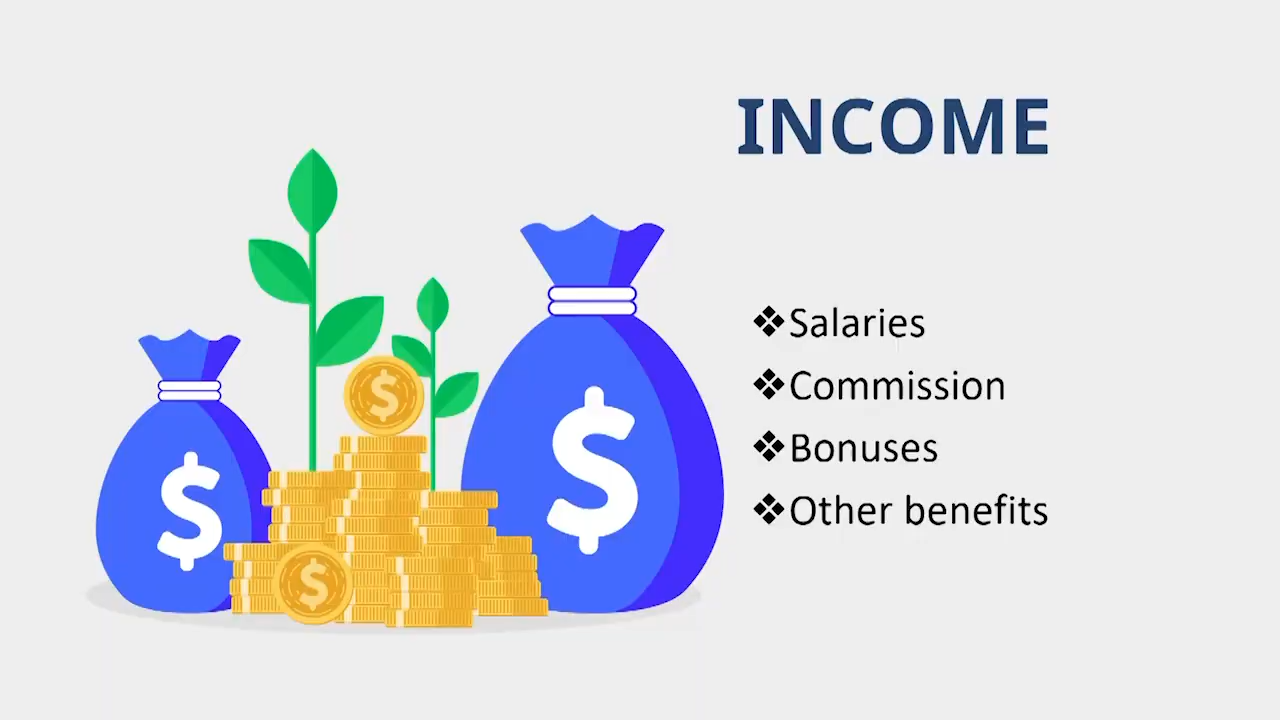 INCOME
❖Salaries
❖Commission
❖Bonuses
❖Other benefits
$
$
$
$